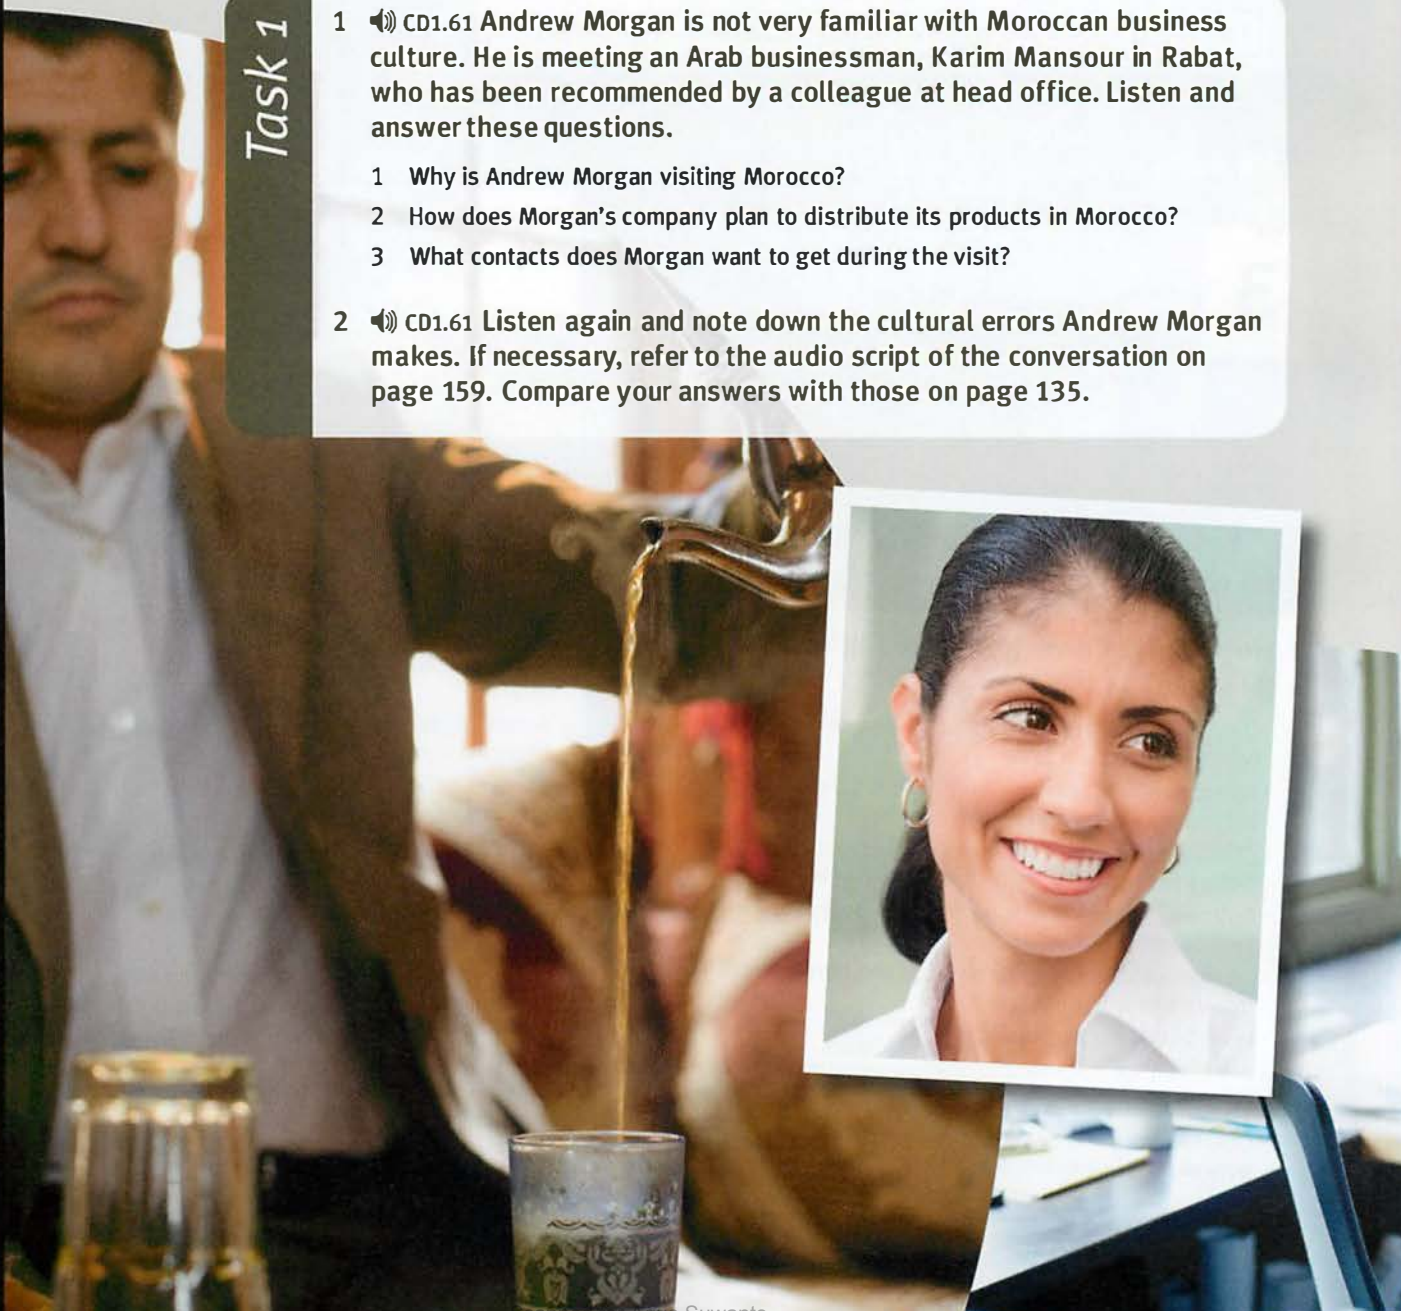 Task 1
1 CD1.61 Andrew Morgan is not very familiar with Moroccan business
culture. He is meeting an Arab businessman, Karim Mansour in Rabat,
who has been recommended by a colleague at head office. Listen and
answer these questions.
1 Why is Andrew Morgan visiting Morocco?
2 How does Morgan's company plan to distribute its products in Morocco?
3 What contacts does Morgan want to get during the visit?
2 CD1.61 Listen again and note down the cultural errors Andrew Morgan
makes. If necessary, refer to the audio script of the conversation on
page 159. Compare your answers with those on page 135.